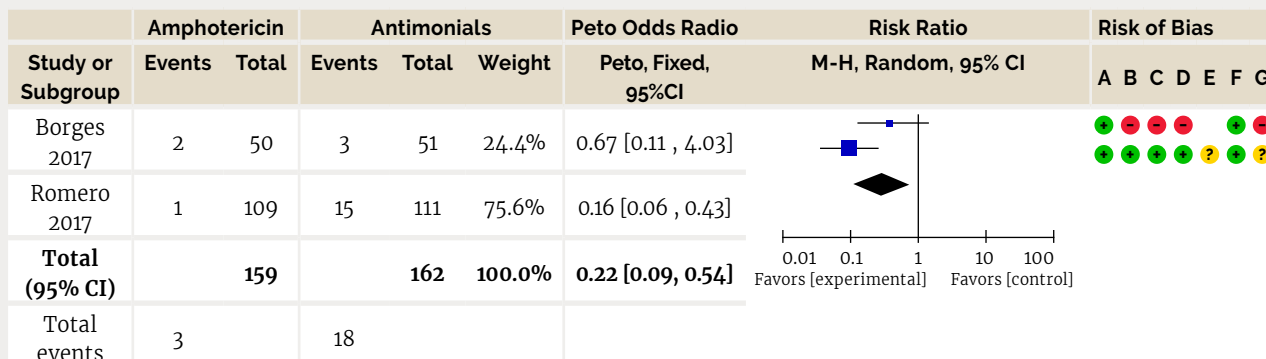 Amphotericin Antimonials Peto Odds Radio Risk Ratio Risk of Bias
Study or Subgroup Events Total Events Total Weight Peto, Fixed, 95%CI M-H, Random, 95% CI A B C D E F G
Borges 2017 2 50 3 51 24.4% 0.67 [0.11 , 4.03] + - - - + -
+ + + + ? + ?
Romero 2017 1 109 15 111 75.6% 0.16 [0.06 , 0.43]
Total (95% CI) 159 162 100.0% 0.22 [0.09, 0.54]
0.01 0.1 1 10 100
Favors [experimental] Favors [control]
Total events 3 18